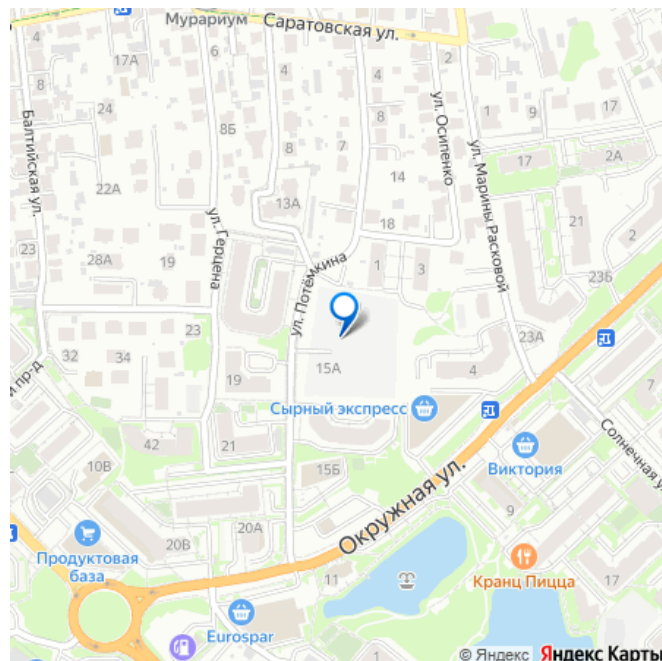 Мурариум
Саратовская ул.
17А
6
4
4
2
8
24
8Б
7
1
9
17
Балтийская ул.
8
7
ул. Осипенко
ул. Марины Расковой
17
2А
22А
13А
14
18
21
2
23
28А
19
ул. Герцена
ул. Потёмкина
1
3
23Б
32
34
23
15А
23А
й пр-д
19
4
Сырный экспресс
42
21
10В
15Б
Виктория
Солнечная у
Окружная ул.
20А
20В
9
Продуктовая
база
11
Кранц Пицца
17
Eurospar
© Яндекс Яндекс Карты